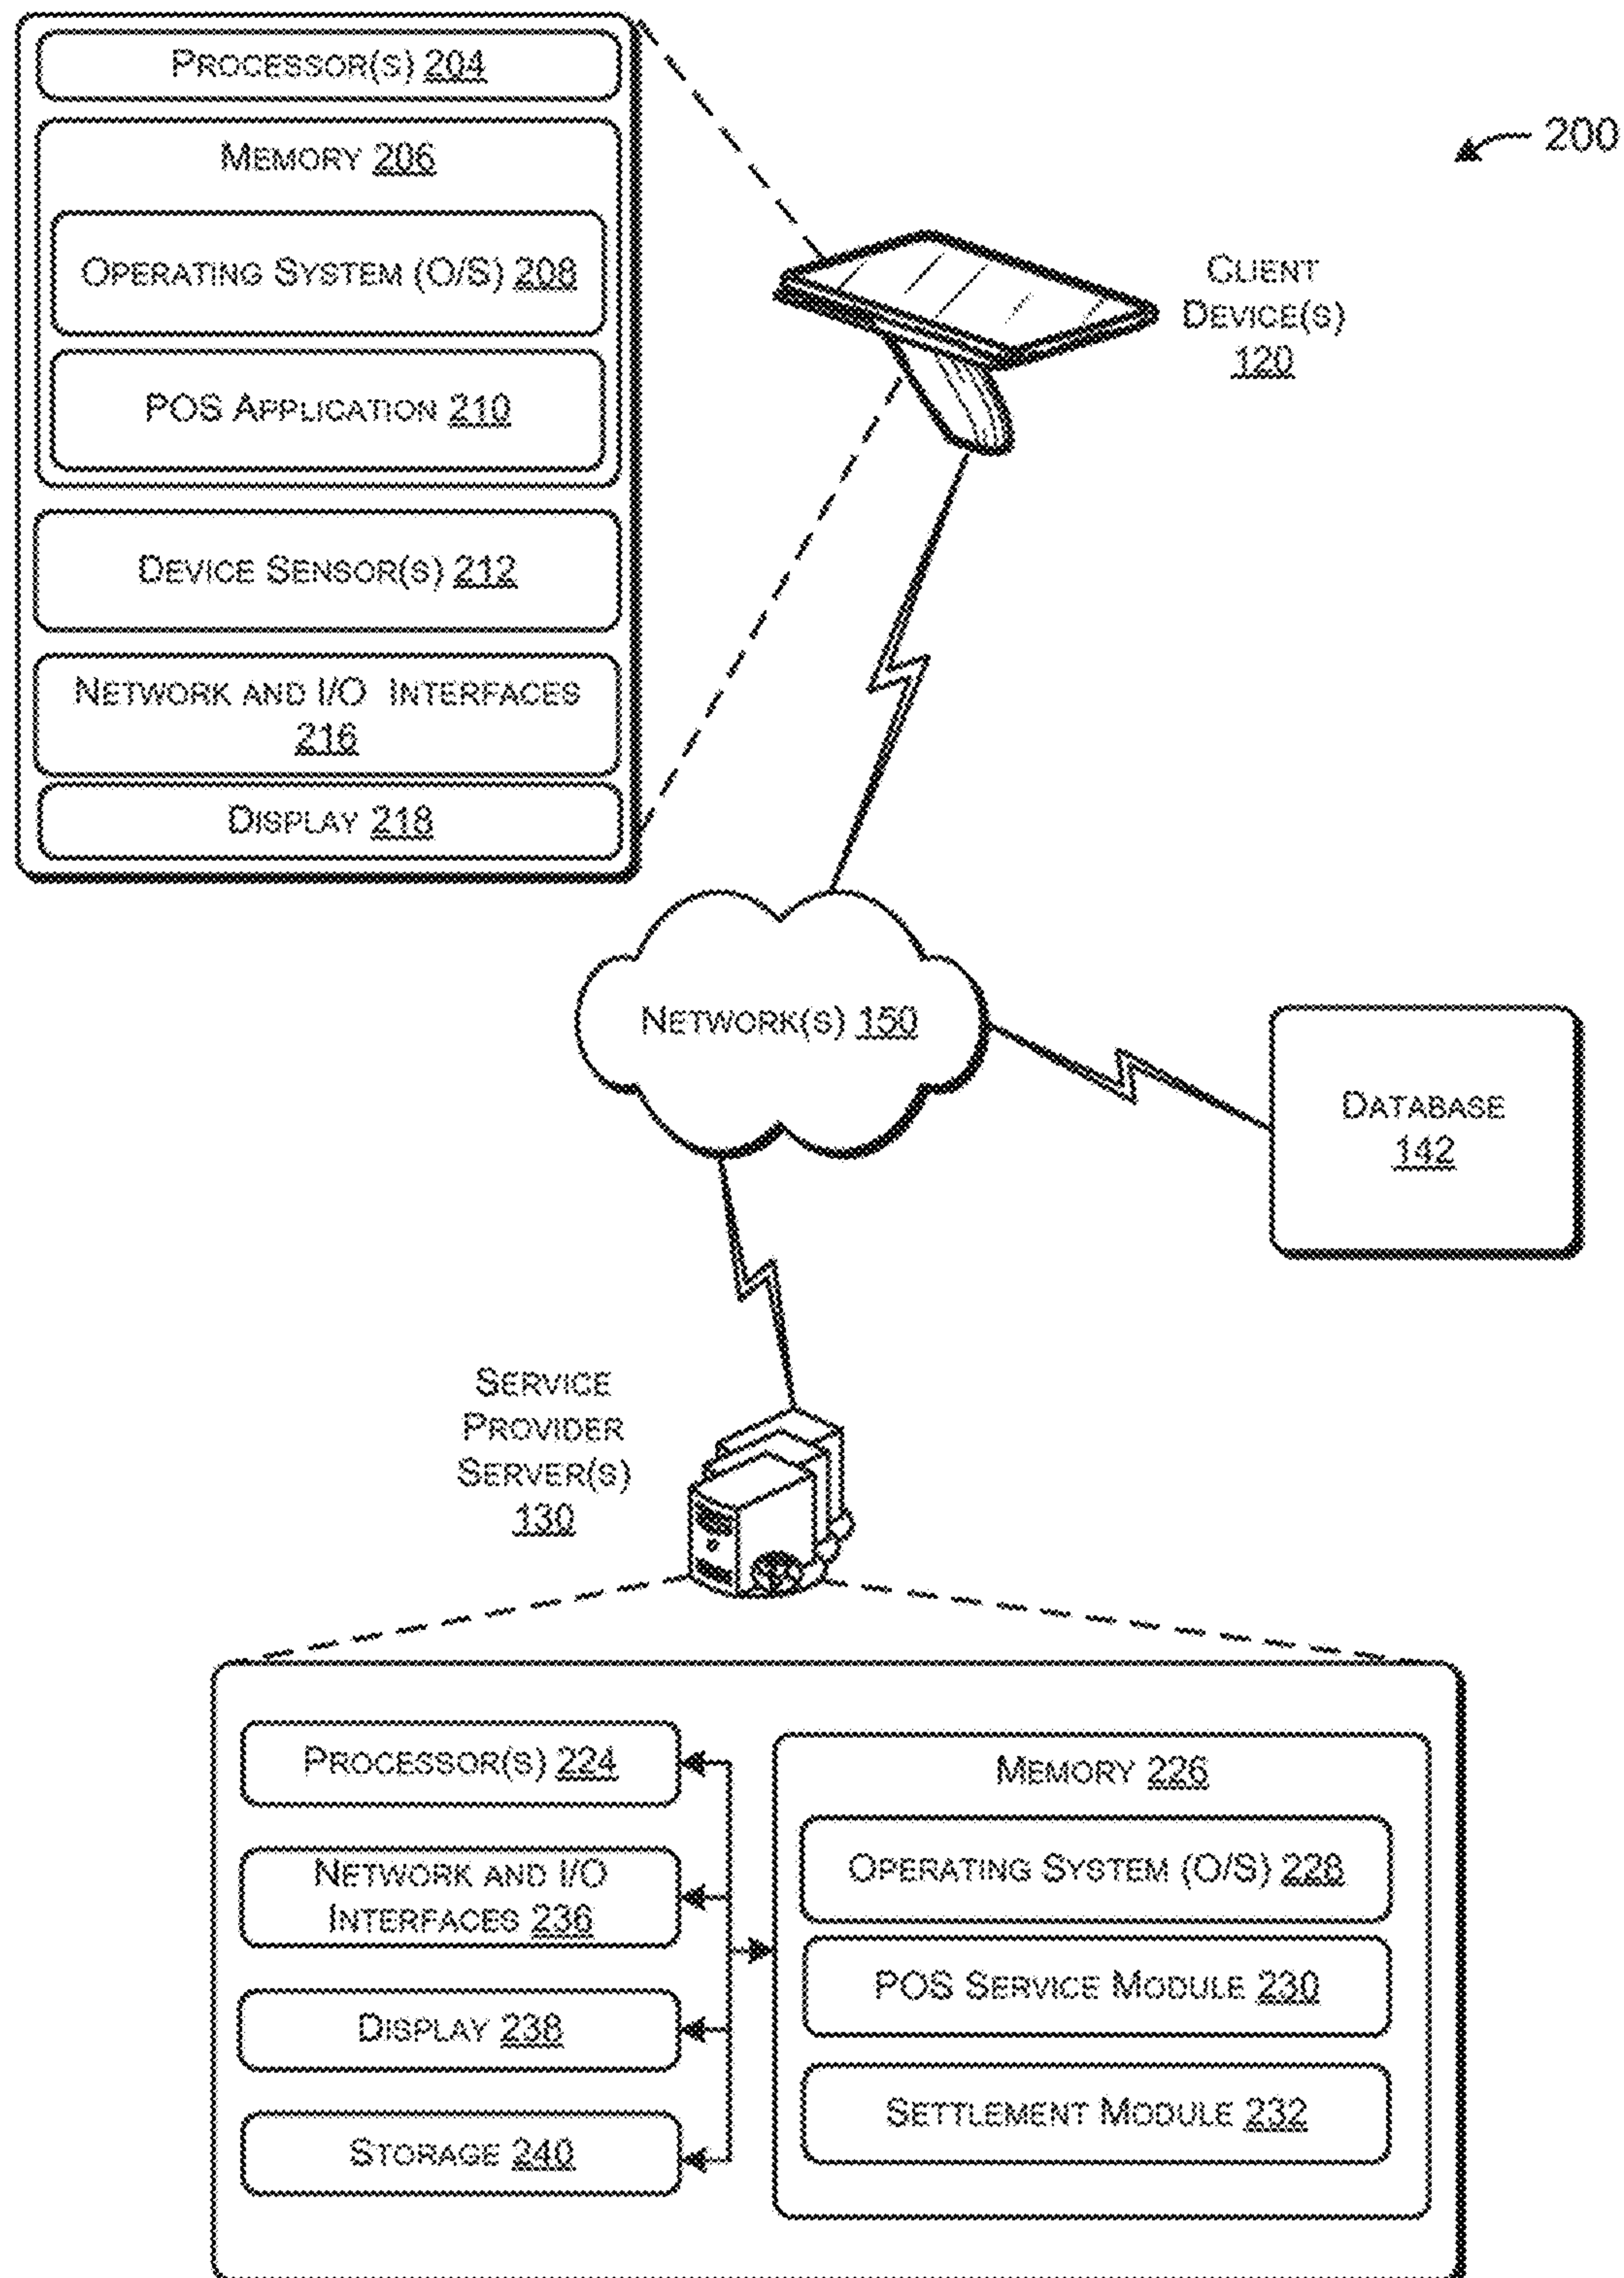 PROCESSOR(S) 204
MEMORY 206
OPERATING SYSTEM (O/S) 208
POS APPLICATION 210
DEVICE SENSOR(S) 212
NETWORK AND I/O INTERFACES
216
DISPLAY 218
200
CLIENT
DEVICE(S)
120
NETWORK(S) 150
DATABASE
142
SERVICE
PROVIDER
SERVER(S)
130
PROCESSOR(S) 224
NETWORK AND I/O
INTERFACES 236
DISPLAY 238
STORAGE 240
MEMORY 226
OPERATING SYSTEM (O/S) 228
POS SERVICE MODULE 230
SETTLEMENT MODULE 232